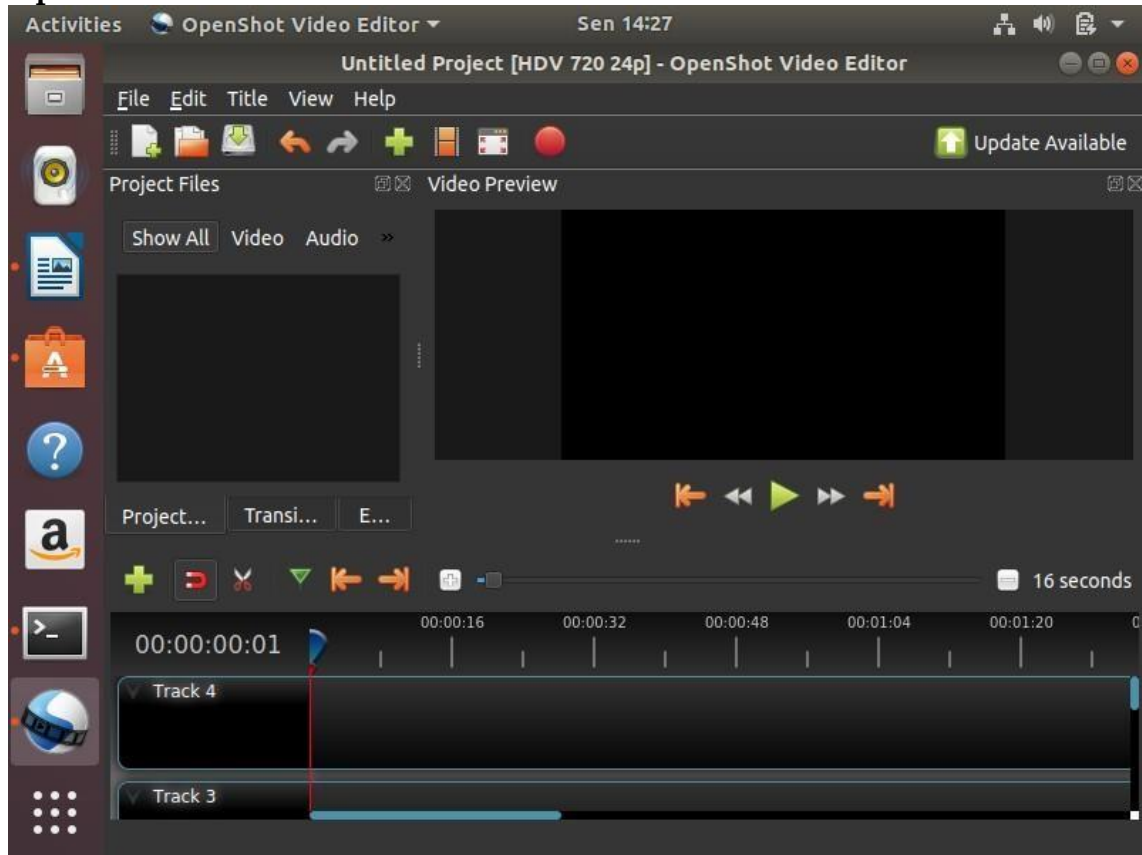 Activities OpenShot Video Editor Sen 14:27
Untitled Project [HDV 720 24p] - OpenShot Video Editor
File Edit Title View Help
Update Available
Project Files Video Preview
Show All Video Audio »
Project... Transi... E...
16 seconds
00:00:00:01 00:00:16 00:00:32 00:00:48 00:01:04 00:01:20
Track 4
Track 3